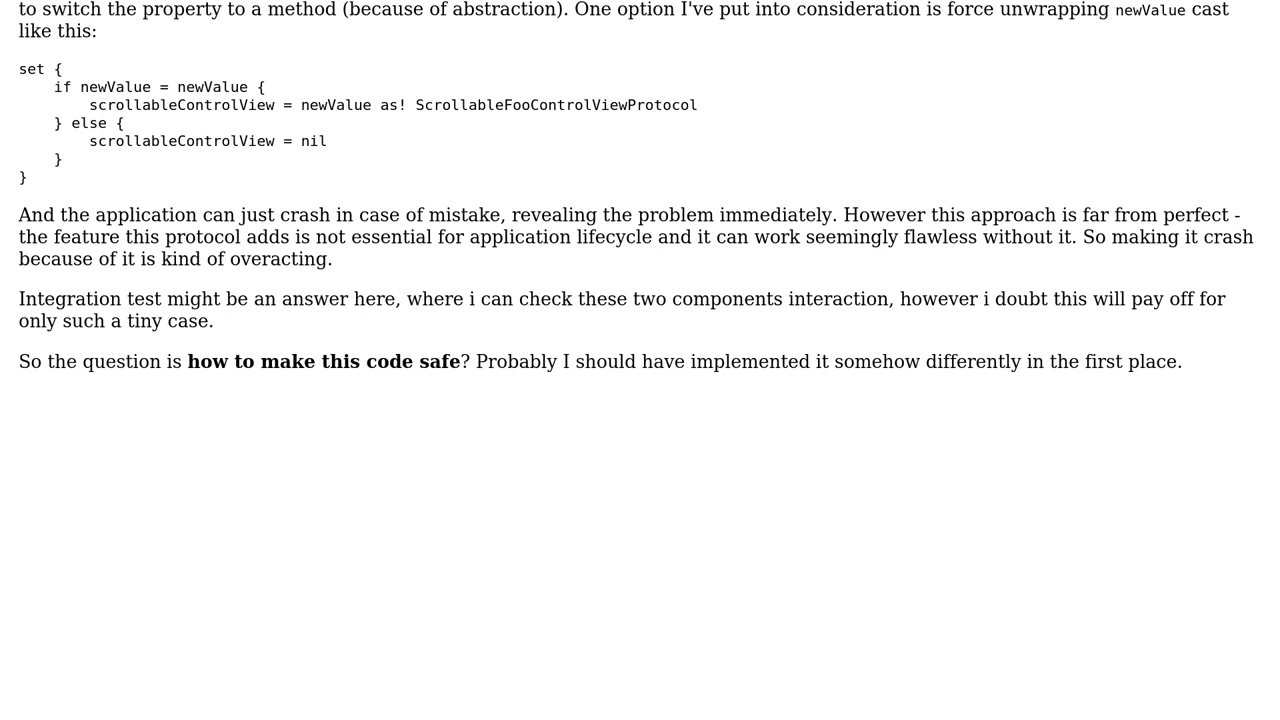 to switch the property to a method (because of abstraction). One option I've put into consideration is force unwrapping newValue cast
like this:
set {
    if newValue = newValue {
        scrollableControlView = newValue as! ScrollableFooControlViewProtocol
    } else {
        scrollableControlView = nil
    }
}
And the application can just crash in case of mistake, revealing the problem immediately. However this approach is far from perfect -
the feature this protocol adds is not essential for application lifecycle and it can work seemingly flawless without it. So making it crash
because of it is kind of overacting.
Integration test might be an answer here, where i can check these two components interaction, however i doubt this will pay off for
only such a tiny case.
So the question is how to make this code safe? Probably I should have implemented it somehow differently in the first place.